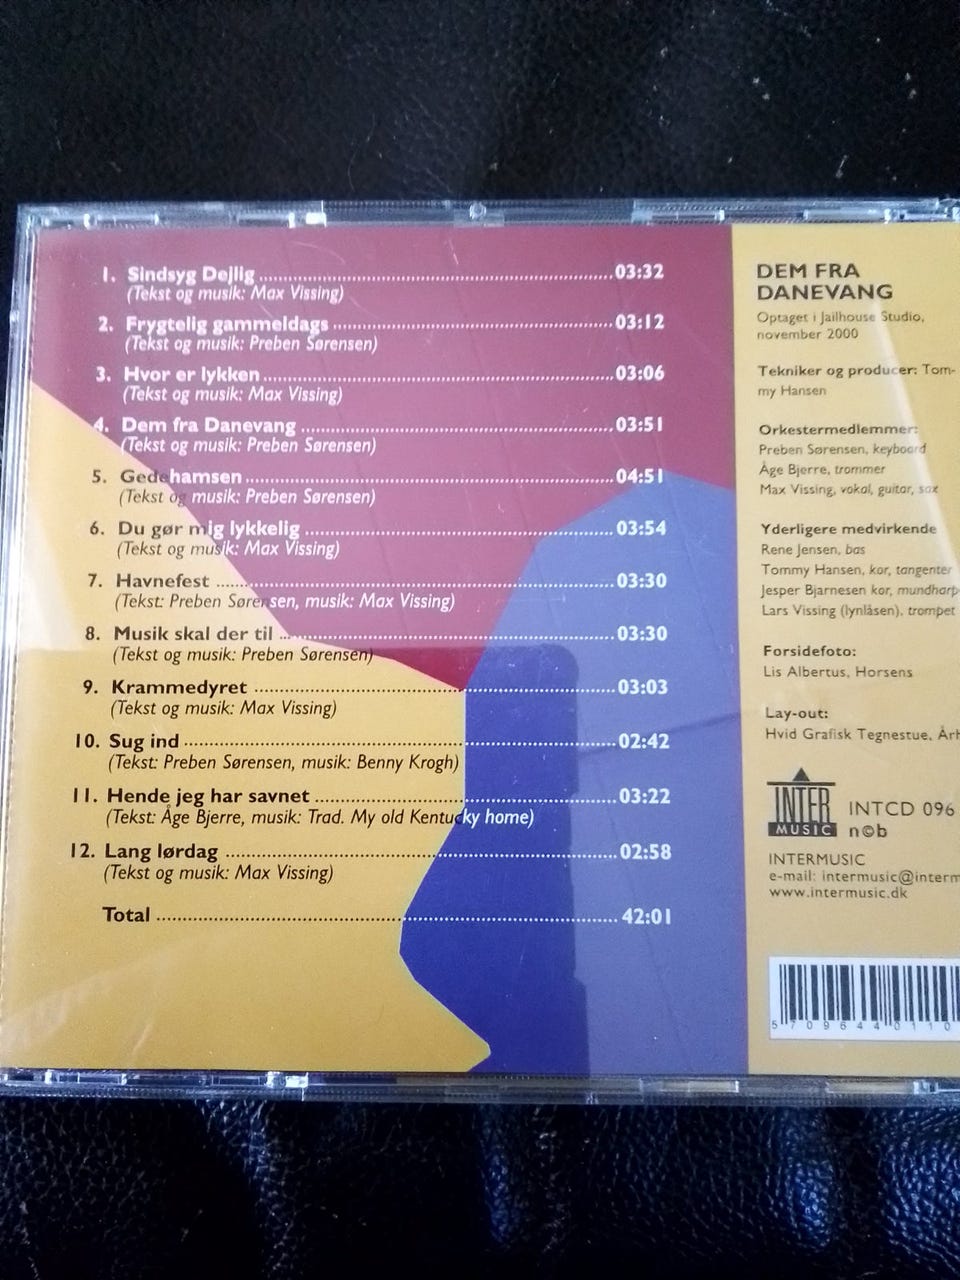 1. Sindsyg Dejlig ........ 03:32
(Tekst og musik: Max Vissing)
2. Frygtelig gammeldags ........ 03:12
(Tekst og musik: Preben Sørensen)
3. Hvor er lykken ........ 03:06
(Tekst og musik: Max Vissing)
4. Dem fra Danevang ........ 03:51
(Tekst og musik: Preben Sørensen)
5. Gedehamsen ........ 04:51
(Tekst og musik: Preben Sørensen)
6. Du gør mig lykkelig ........ 03:54
(Tekst og musik: Max Vissing)
7. Havnefest ........ 03:30
(Tekst: Preben Sørensen, musik: Max Vissing)
8. Musik skal der til ........ 03:30
(Tekst og musik: Preben Sørensen)
9. Krammedyret ........ 03:03
(Tekst og musik: Max Vissing)
10. Sug ind ........ 02:42
(Tekst: Preben Sørensen, musik: Benny Krogh)
11. Hende jeg har savnet ........ 03:22
(Tekst: Åge Bjerre, musik: Trad. My old Kentucky home)
12. Lang lørdag ........ 02:58
(Tekst og musik: Max Vissing)
Total ........ 42:01
DEM FRA
DANEVANG
Optaget i Jailhouse Studio,
november 2000
Tekniker og producer: Tom-
my Hansen
Orkestermedlemmer:
Preben Sørensen, keyboard
Åge Bjerre, trommer
Max Vissing, vokal, guitar, sax
Yderligere medvirkende
Rene Jensen, bas
Tommy Hansen, kor, tangenter
Jesper Bjarnesen kor, mundharp
Lars Vissing (lynlåsen), trompet
Forsidefoto:
Lis Albertus, Horsens
Lay-out:
Hvid Grafisk Tegnestue, Årh
INTER
MUSIC
INTCD 096
n©b
INTERMUSIC
e-mail: intermusic@interm
www.intermusic.dk
5 709644 0110